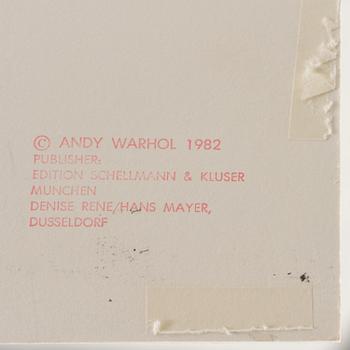 © ANDY WARHOL 1982
PUBLISHER:
EDITION SCHELLMANN & KLUSER
MUNCHEN
DENISE RENE/HANS MAYER,
DUSSELDORF